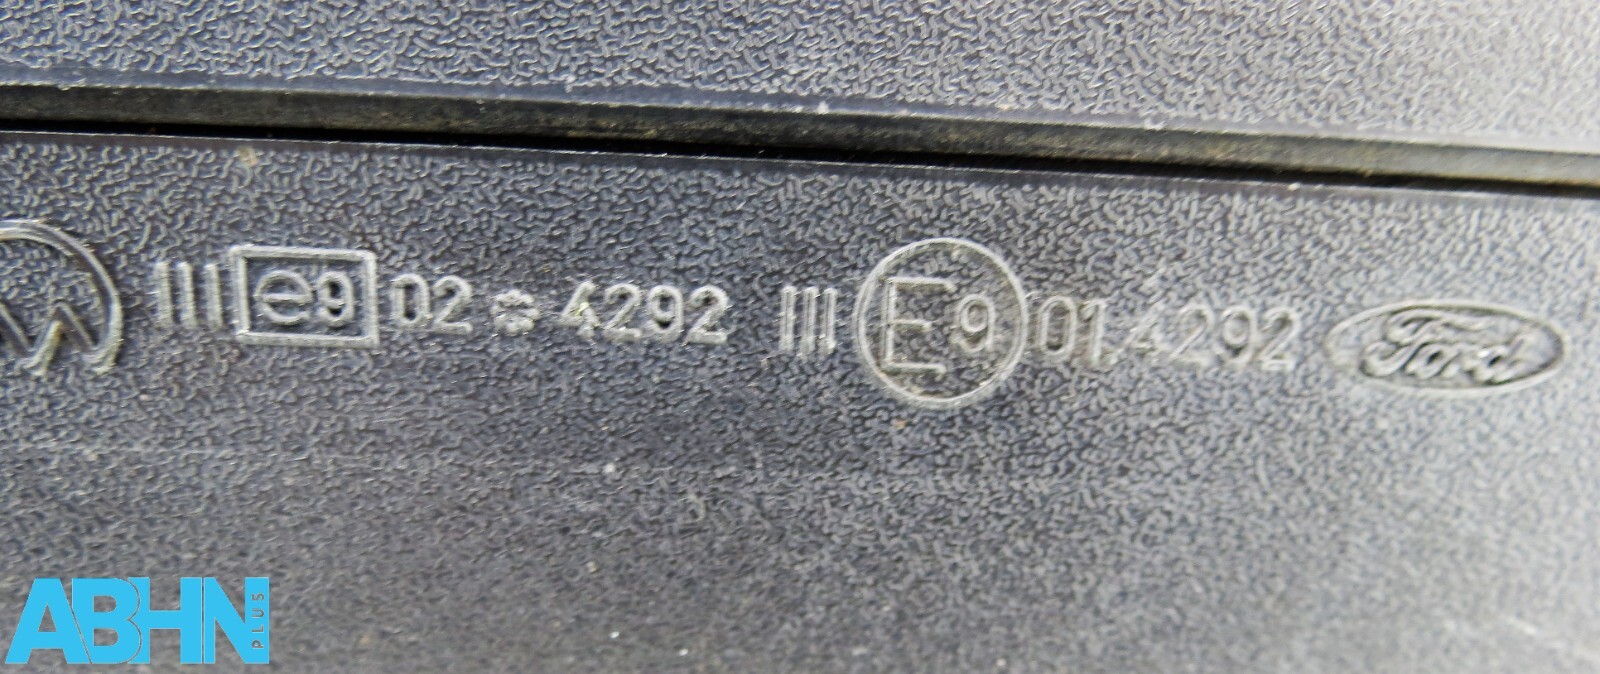 III e9 02 * 4292 III E9 01.4292 Ford
ABHN PLUS